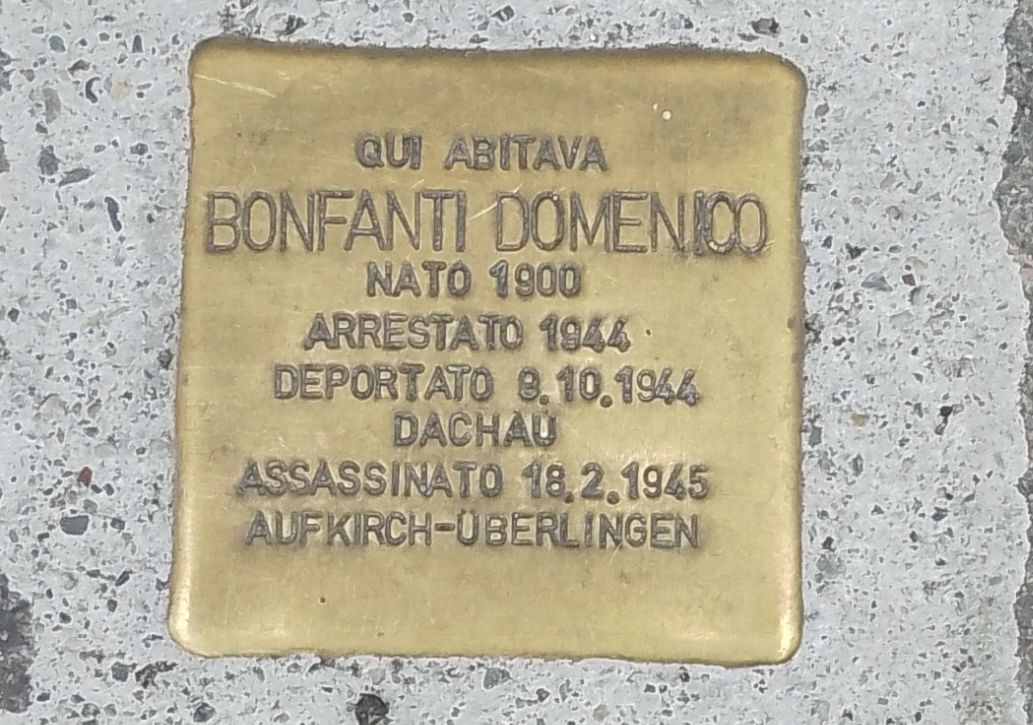 QUI ABITAVA
BONFANTI DOMENICO
NATO 1900
ARRESTATO 1944
DEPORTATO 8.10.1944
DACHAU
ASSASSINATO 18.2.1945
AUFKIRCH-ÜBERLINGEN